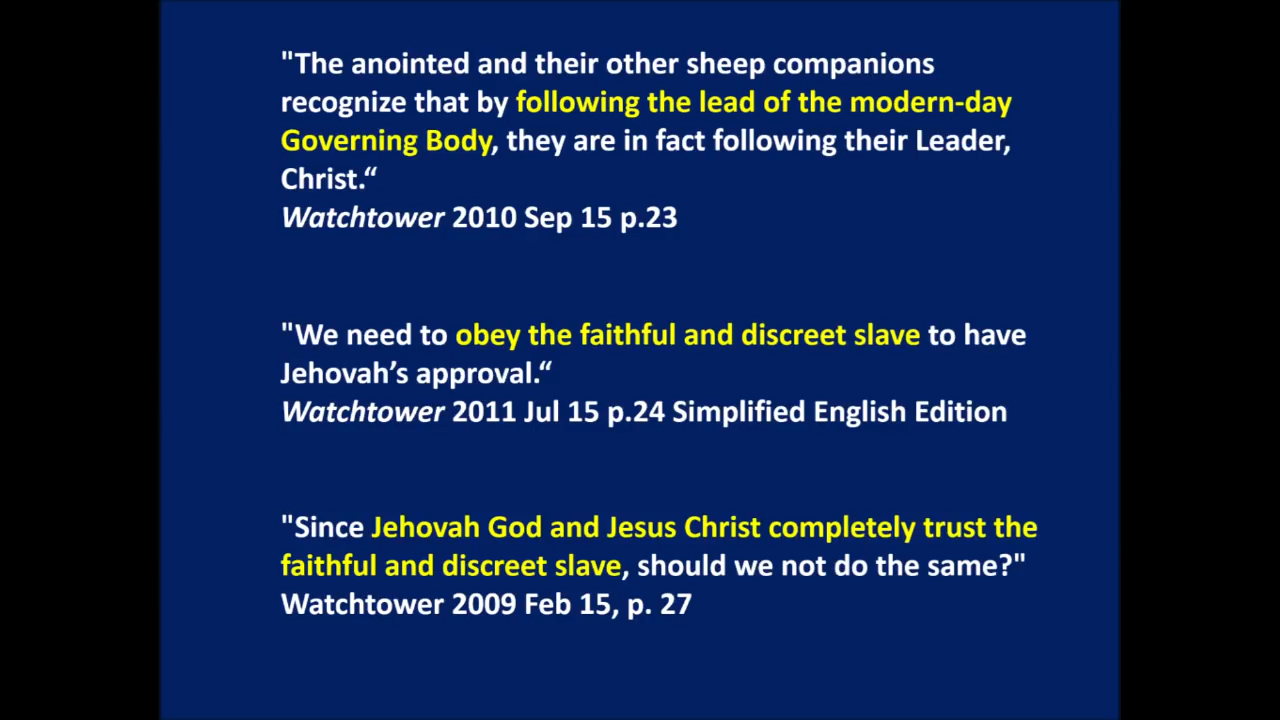 "The anointed and their other sheep companions
recognize that by following the lead of the modern-day
Governing Body, they are in fact following their Leader,
Christ.“
Watchtower 2010 Sep 15 p.23
"We need to obey the faithful and discreet slave to have
Jehovah’s approval.“
Watchtower 2011 Jul 15 p.24 Simplified English Edition
"Since Jehovah God and Jesus Christ completely trust the
faithful and discreet slave, should we not do the same?"
Watchtower 2009 Feb 15, p. 27